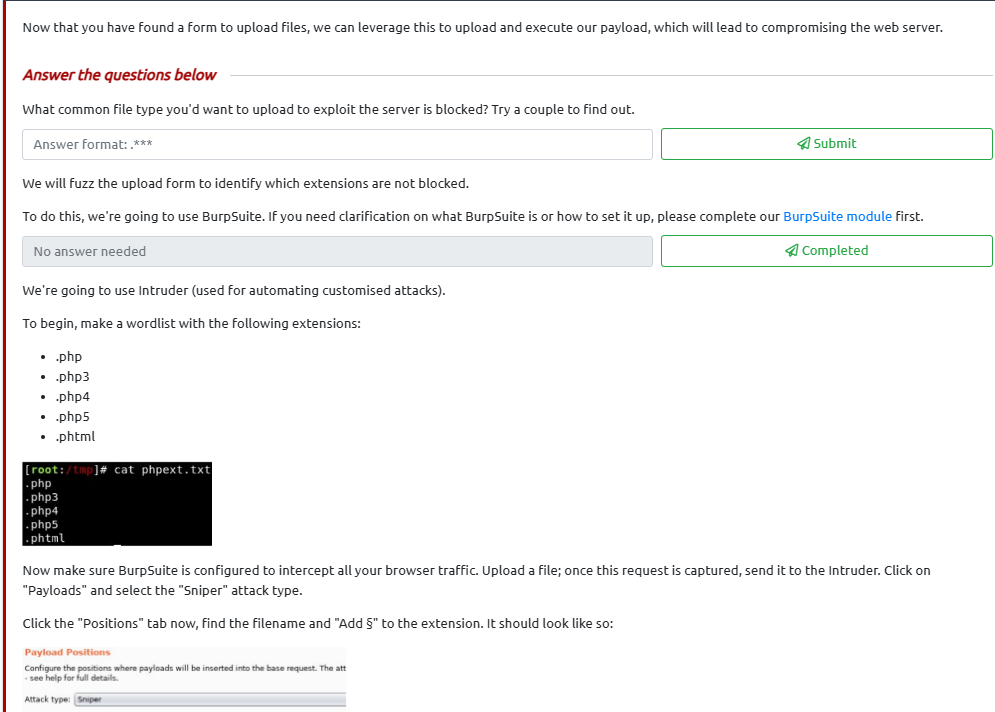 Now that you have found a form to upload files, we can leverage this to upload and execute our payload, which will lead to compromising the web server.
Answer the questions below
What common file type you'd want to upload to exploit the server is blocked? Try a couple to find out.
Answer format: .***
Submit
We will fuzz the upload form to identify which extensions are not blocked.
To do this, we're going to use BurpSuite. If you need clarification on what BurpSuite is or how to set it up, please complete our BurpSuite module first.
No answer needed
Completed
We're going to use Intruder (used for automating customised attacks).
To begin, make a wordlist with the following extensions:
• .php
• .php3
• .php4
• .php5
• .phtml
[root:/tmp]# cat phpext.txt
.php
.php3
.php4
.php5
.phtml
Now make sure BurpSuite is configured to intercept all your browser traffic. Upload a file; once this request is captured, send it to the Intruder. Click on
"Payloads" and select the "Sniper" attack type.
Click the "Positions" tab now, find the filename and "Add §" to the extension. It should look like so:
Payload Positions
Configure the positions where payloads will be inserted into the base request. The att
- see help for full details.
Attack type: Sniper